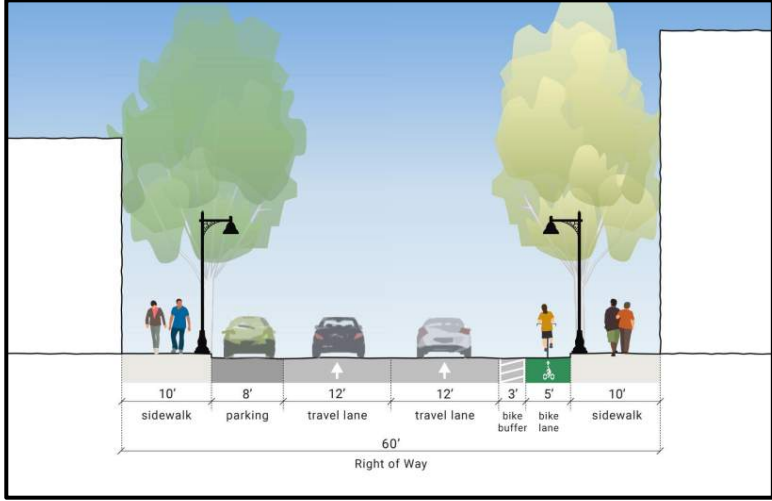 10' 8' 12' 12' 3' 5' 10'
sidewalk parking travel lane travel lane bike buffer bike lane sidewalk
60'
Right of Way